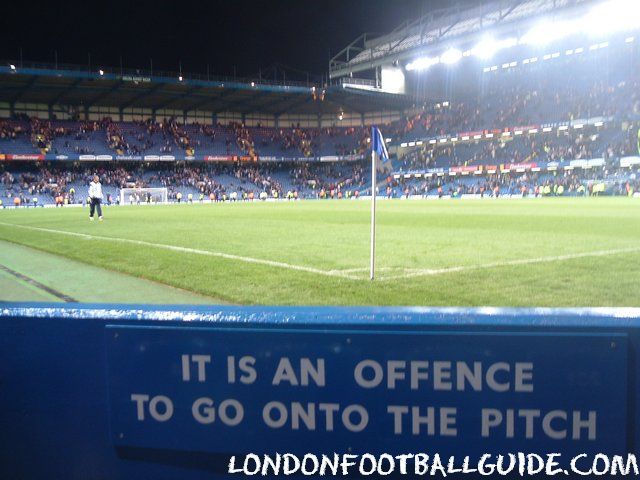 IT IS AN OFFENCE
TO GO ONTO THE PITCH
LONDONFOOTBALLGUIDE.COM